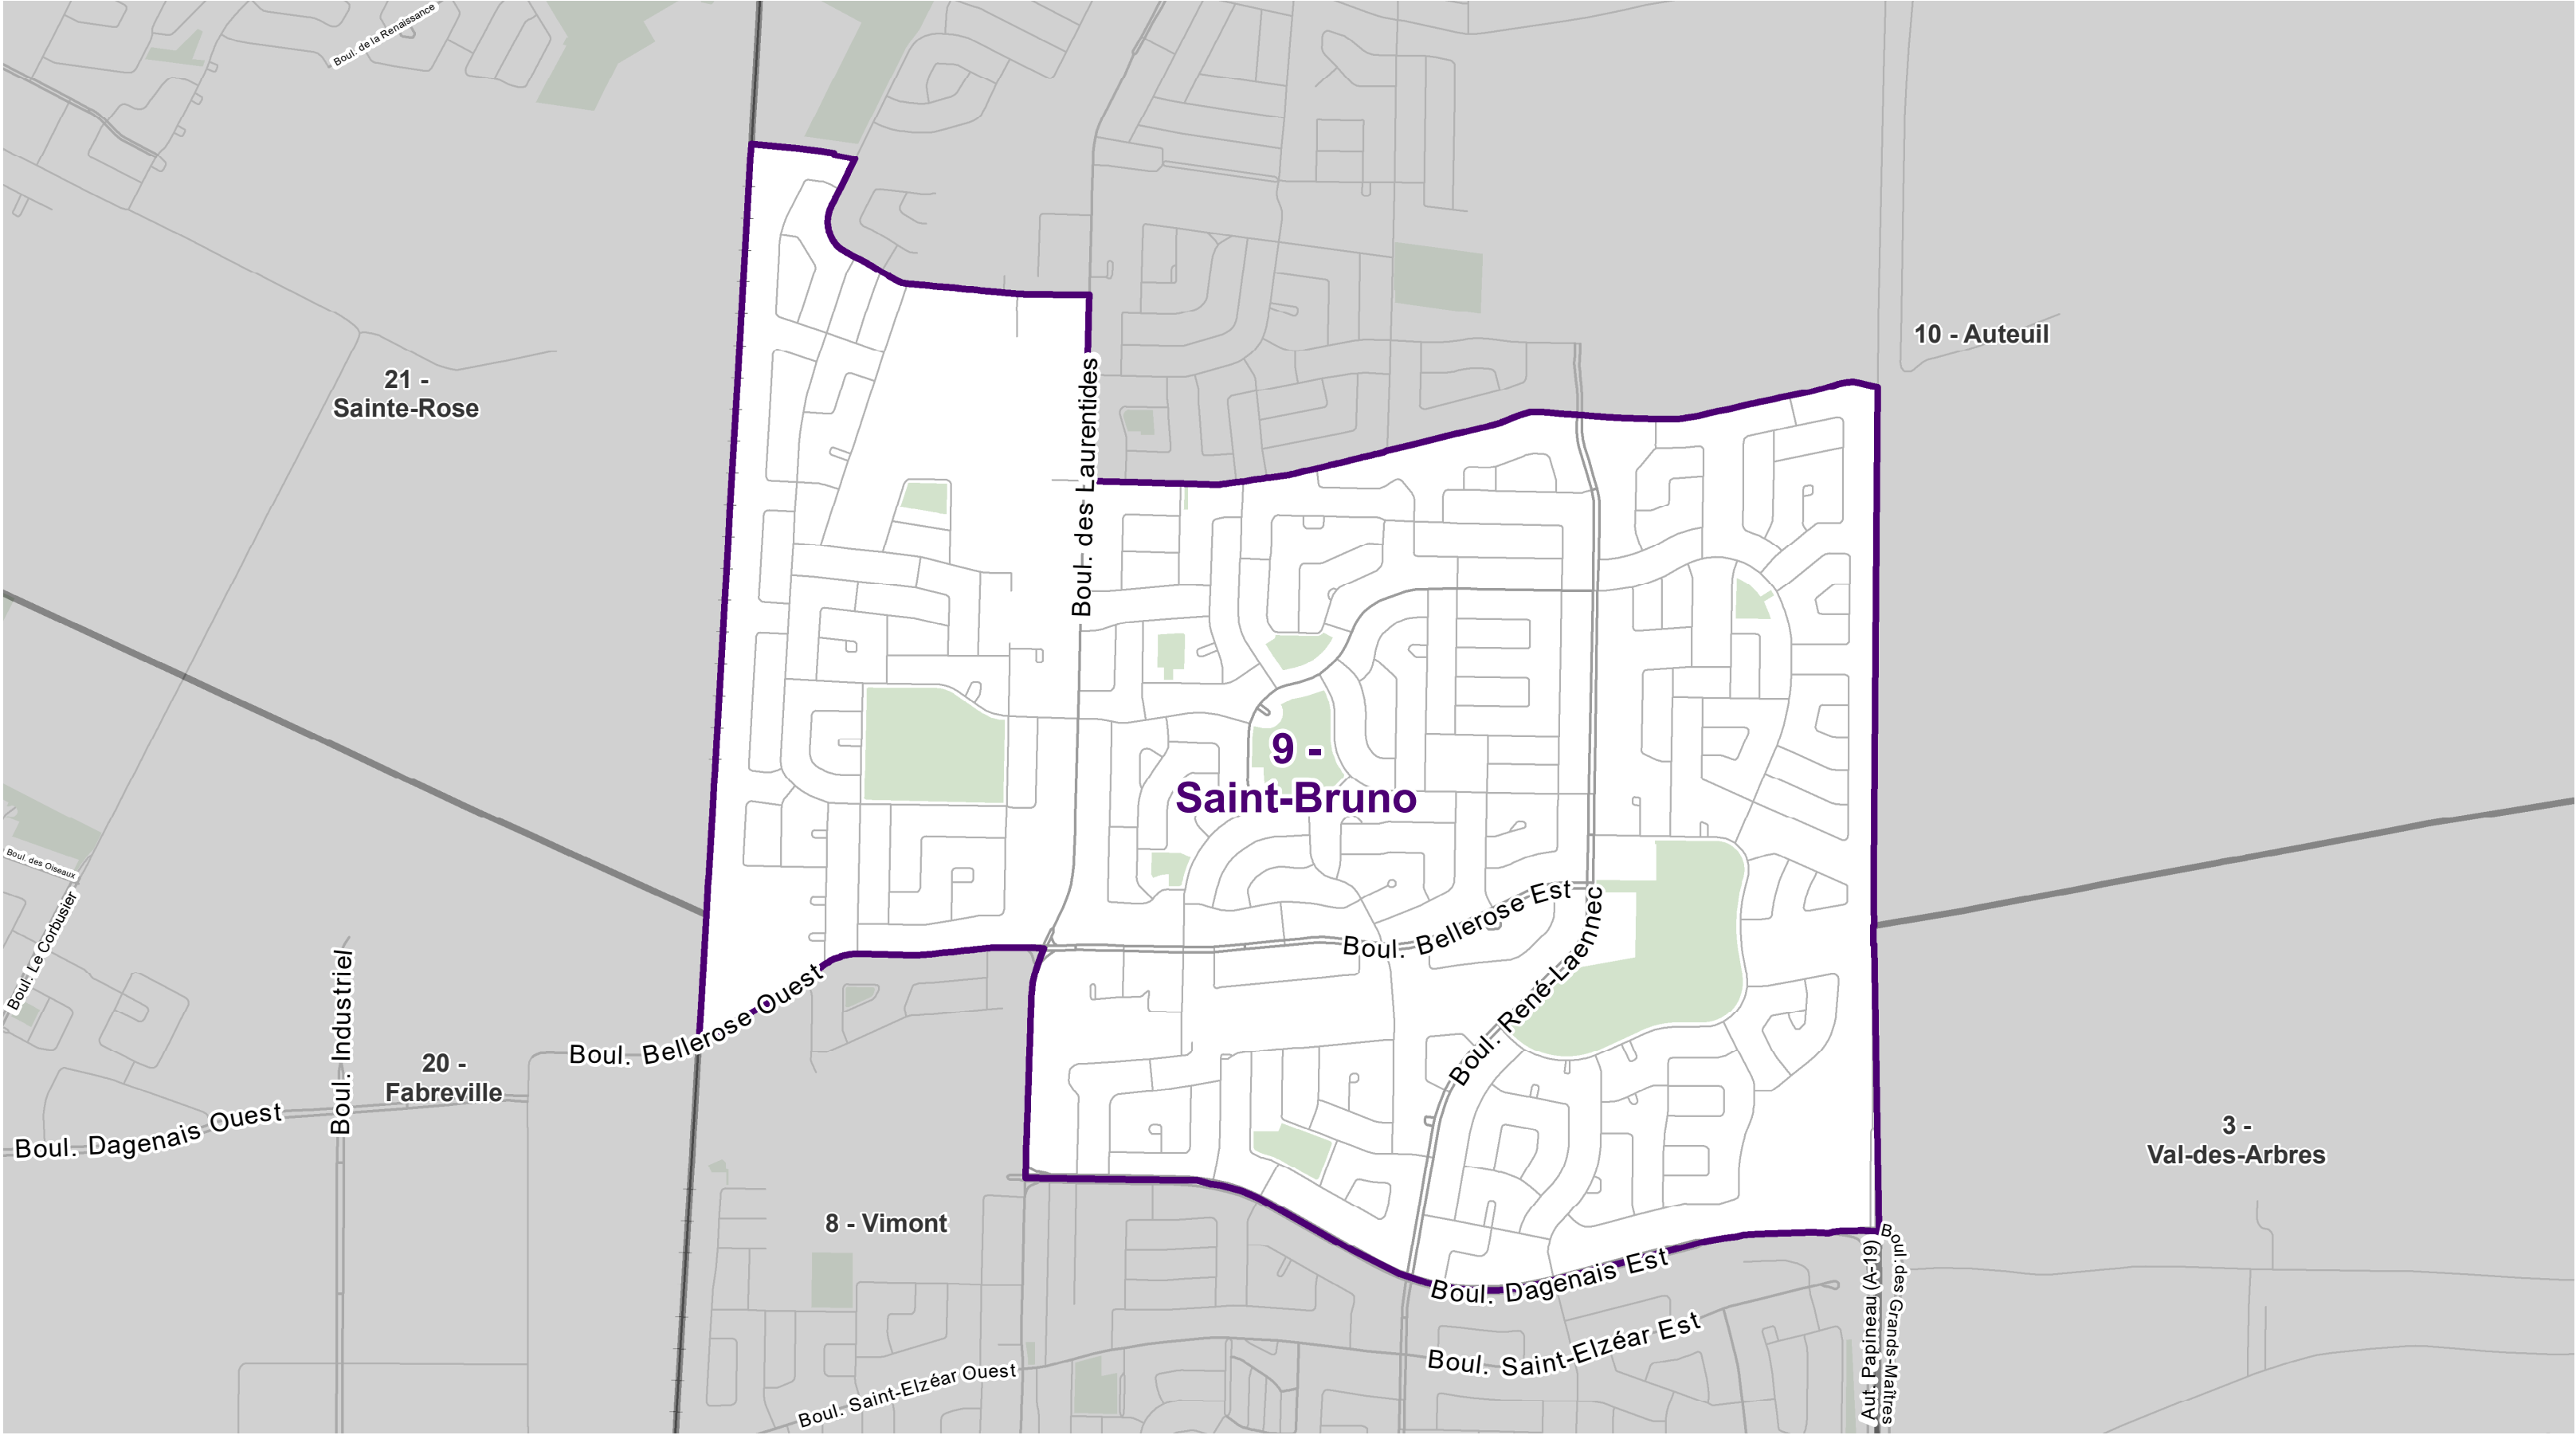 Boul. de la Renaissance
10 - Auteuil
21 -
Sainte-Rose
Boul. des Laurentides
9 -
Saint-Bruno
Boul. des Oiseaux
Boul. Le Corbusier
Boul. Bellerose Est
Boul. René-Laennec
Boul. Industriel
Boul. Bellerose Ouest
20 -
Fabreville
Boul. Dagenais Ouest
3 -
Val-des-Arbres
8 - Vimont
Boul. Dagenais Est
Boul. Saint-Elzéar Est
Boul. Saint-Elzéar Ouest
Aut. Papineau (A-19)
Boul. des Grands-Maîtres